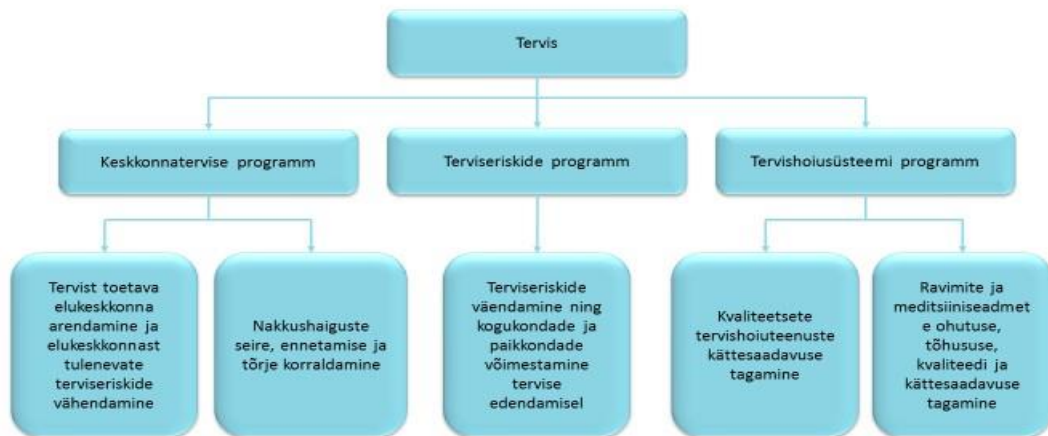 Tervis
Keskkonnatervise programm
Terviseriskide programm
Tervishoiusüsteemi programm
Tervist toetava
elukeskkonna
arendamine ja
elukeskkonnast
tulenevate
terviseriskide
vähendamine
Nakkushaiguste
seire, ennetamise ja
tõrje korraldamine
Terviseriskide
väendamine ning
kogukondade ja
paikkondade
võimestamine
tervise
edendamisel
Kvaliteetsete
tervishoiuteenuste
kättesaadavuse
tagamine
Ravimite ja
meditsiiniseadmet
e ohutuse,
tõhususe,
kvaliteedi ja
kättesaadavuse
tagamine